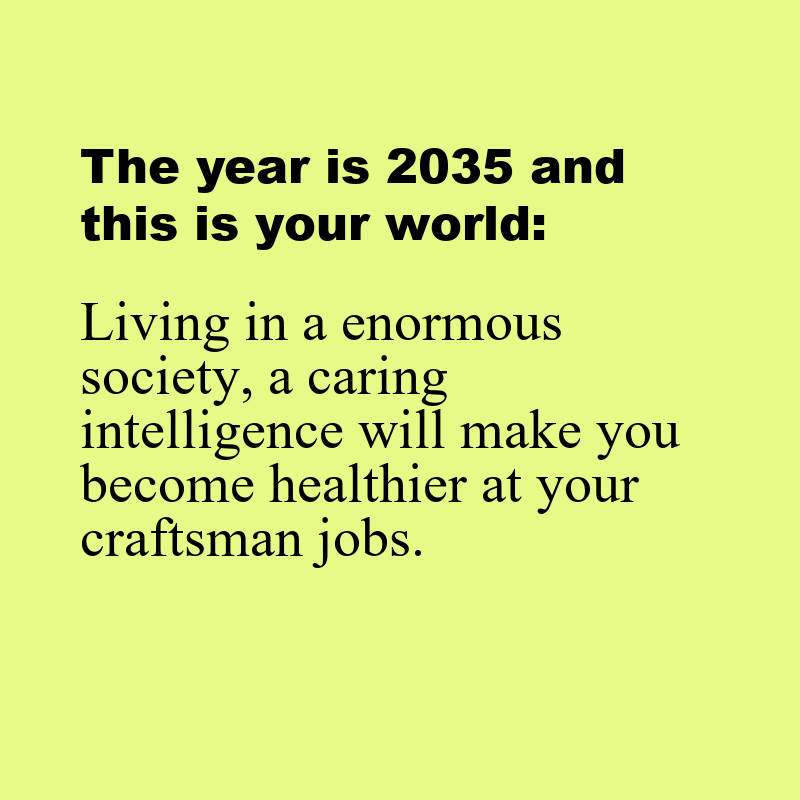 The year is 2035 and
this is your world:
Living in a enormous
society, a caring
intelligence will make you
become healthier at your
craftsman jobs.